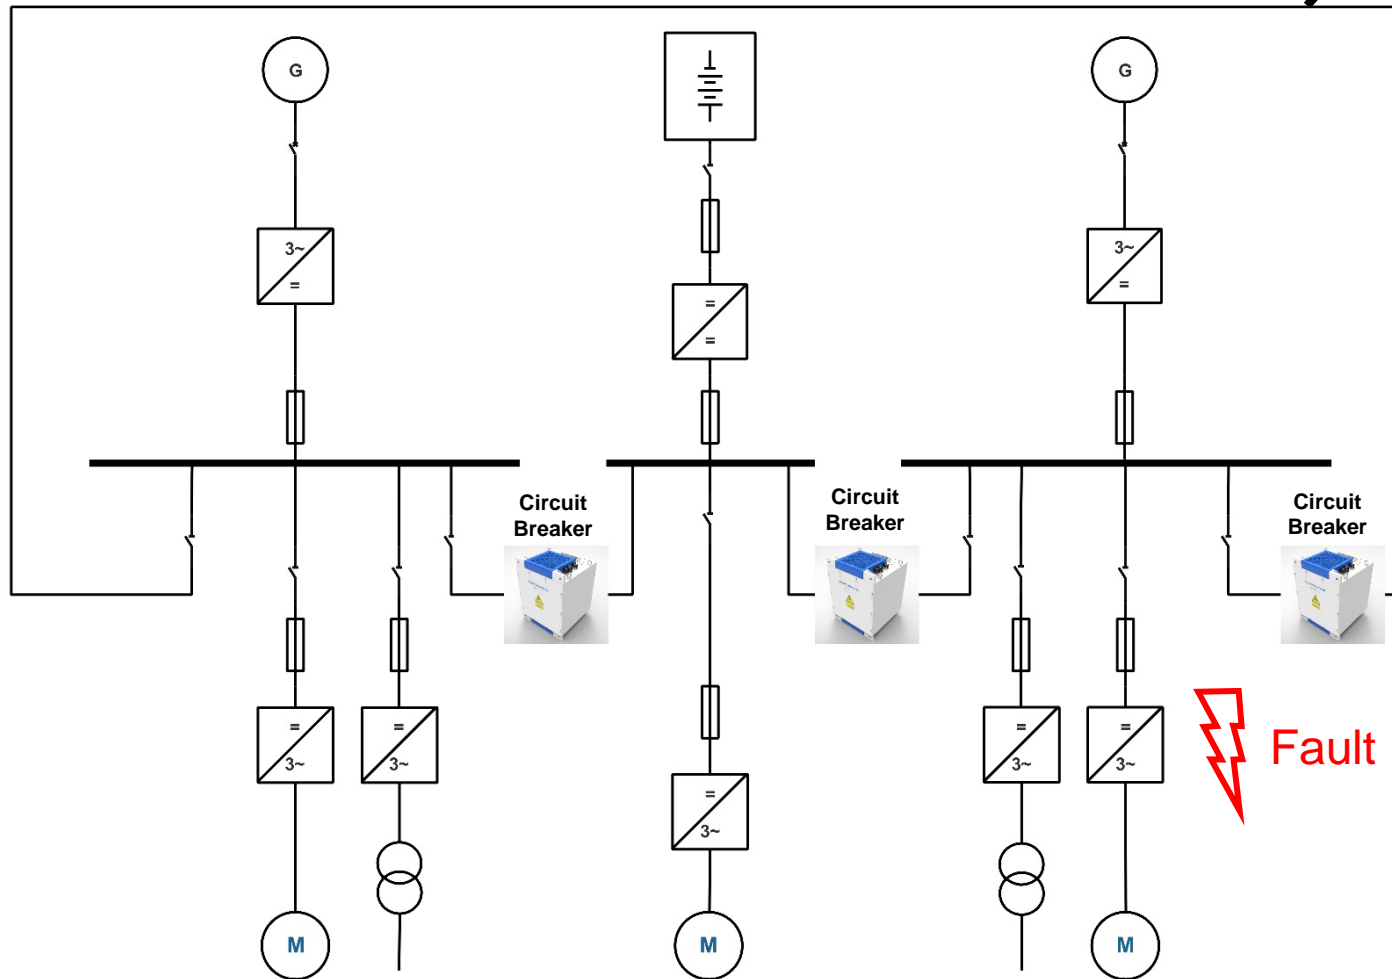 G
G
3~
=
=
=
3~
=
Circuit
Breaker
Circuit
Breaker
Circuit
Breaker
=
3~
=
3~
=
3~
=
3~
Fault
=
3~
M
M
M